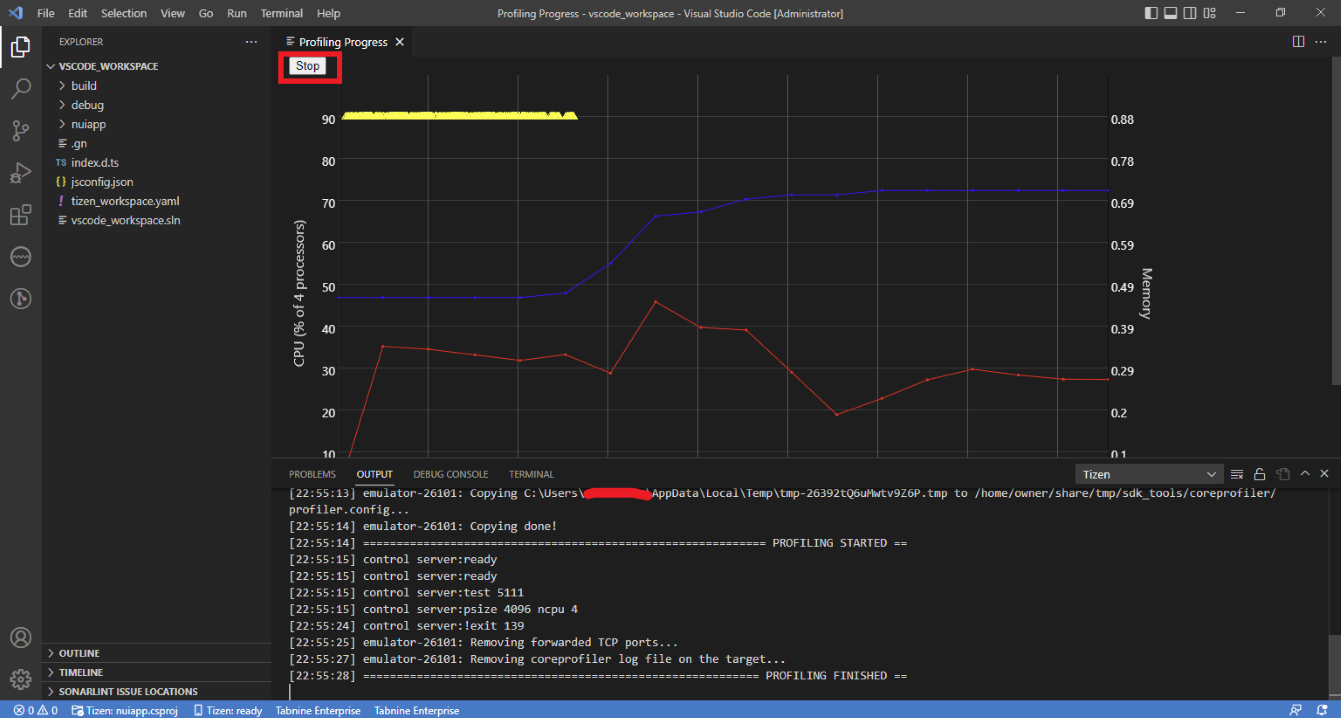 File Edit Selection View Go Run Terminal Help
Profiling Progress - vscode_workspace - Visual Studio Code [Administrator]
EXPLORER
VSCODE_WORKSPACE
build
debug
nuiapp
.gn
TS index.d.ts
{} jsconfig.json
! tizen_workspace.yaml
vscode_workspace.sln
OUTLINE
TIMELINE
SONARLINT ISSUE LOCATIONS
Profiling Progress
Stop
90
80
70
60
50
40
30
20
10
CPU (% of 4 processors)
0.88
0.78
0.69
0.59
0.49
0.39
0.29
0.2
0.1
Memory
PROBLEMS OUTPUT DEBUG CONSOLE TERMINAL
Tizen
[22:55:13] emulator-26101: Copying C:\Users\ \AppData\Local\Temp\tmp-26392tQ6uMwtv9Z6P.tmp to /home/owner/share/tmp/sdk_tools/coreprofiler/
profiler.config...
[22:55:14] emulator-26101: Copying done!
[22:55:14] ============================================================ PROFILING STARTED ==
[22:55:15] control server:ready
[22:55:15] control server:ready
[22:55:15] control server:test 5111
[22:55:15] control server:psize 4096 ncpu 4
[22:55:24] control server:!exit 139
[22:55:25] emulator-26101: Removing forwarded TCP ports...
[22:55:27] emulator-26101: Removing coreprofiler log file on the target...
[22:55:28] =========================================================== PROFILING FINISHED ==
0 0 Tizen: nuiapp.csproj Tizen: ready Tabnine Enterprise Tabnine Enterprise